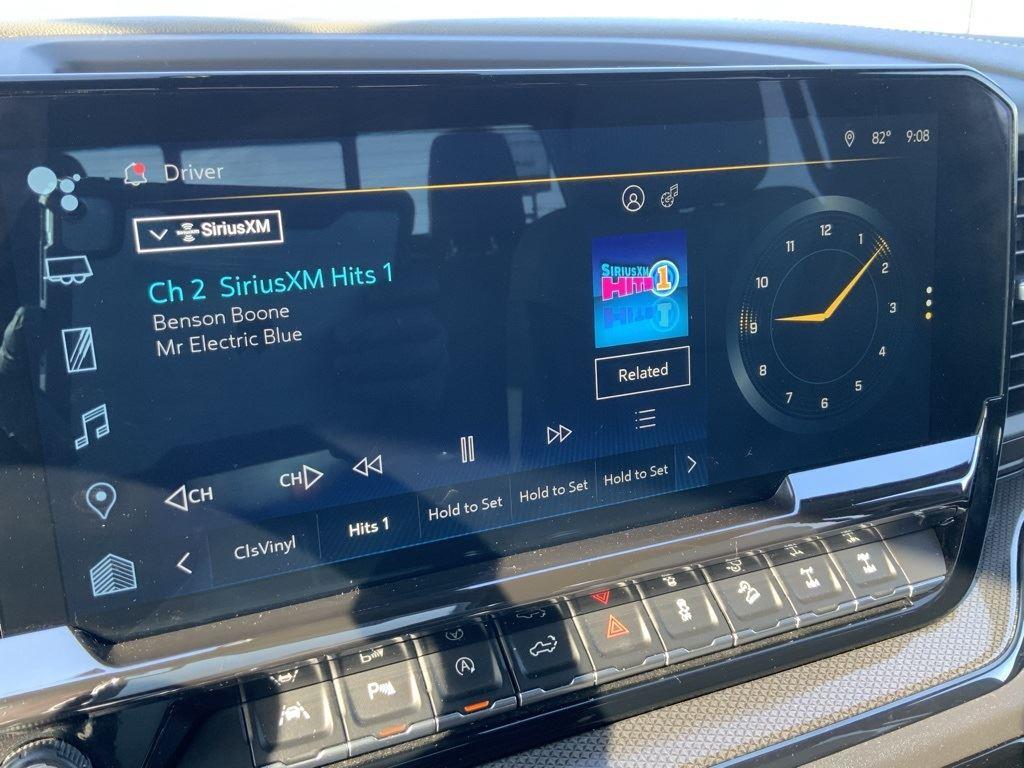 Driver
82° 9:08
SiriusXM
Ch 2 SiriusXM Hits 1
Benson Boone
Mr Electric Blue
SIRIUSXM
HITS 1
Related
12
1
2
3
4
5
6
7
8
9
10
11
CH
CH
ClsVinyl
Hits 1
Hold to Set
Hold to Set
Hold to Set
P
A